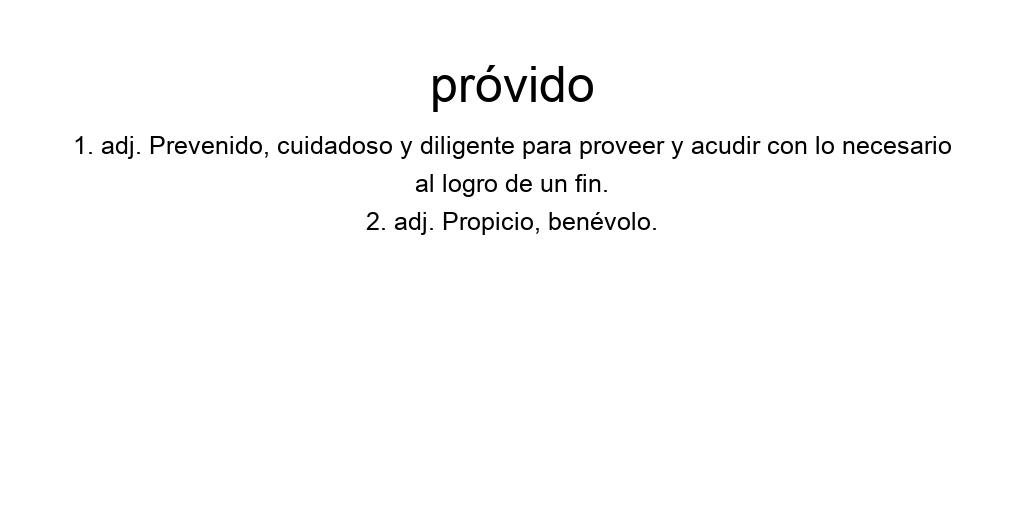 próvido
1. adj. Prevenido, cuidadoso y diligente para proveer y acudir con lo necesario
al logro de un fin.
2. adj. Propicio, benévolo.